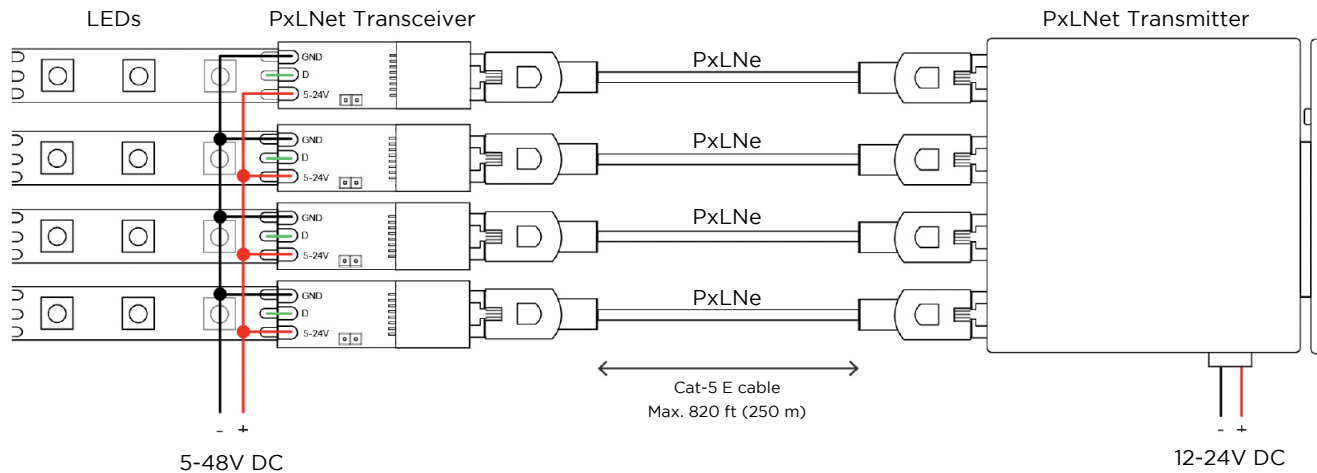 LEDs PxLNet Transceiver PxLNet Transmitter
GND
D
5-24V
PxLNe
GND
D
5-24V
PxLNe
GND
D
5-24V
PxLNe
GND
D
5-24V
PxLNe
Cat-5 E cable
Max. 820 ft (250 m)
- +
5-48V DC
- +
12-24V DC